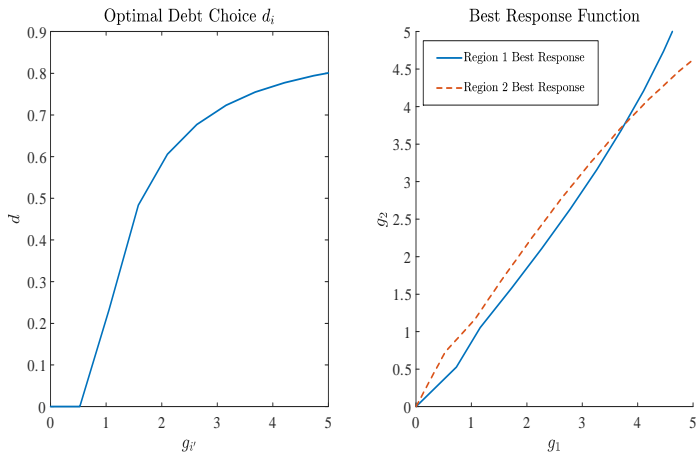 Optimal Debt Choice d_i
0.9
0.8
0.7
0.6
0.5
0.4
0.3
0.2
0.1
0
d
0 1 2 3 4 5
g_{i'}
Best Response Function
Region 1 Best Response
Region 2 Best Response
5
4.5
4
3.5
3
2.5
2
1.5
1
0.5
0
g_2
0 1 2 3 4 5
g_1